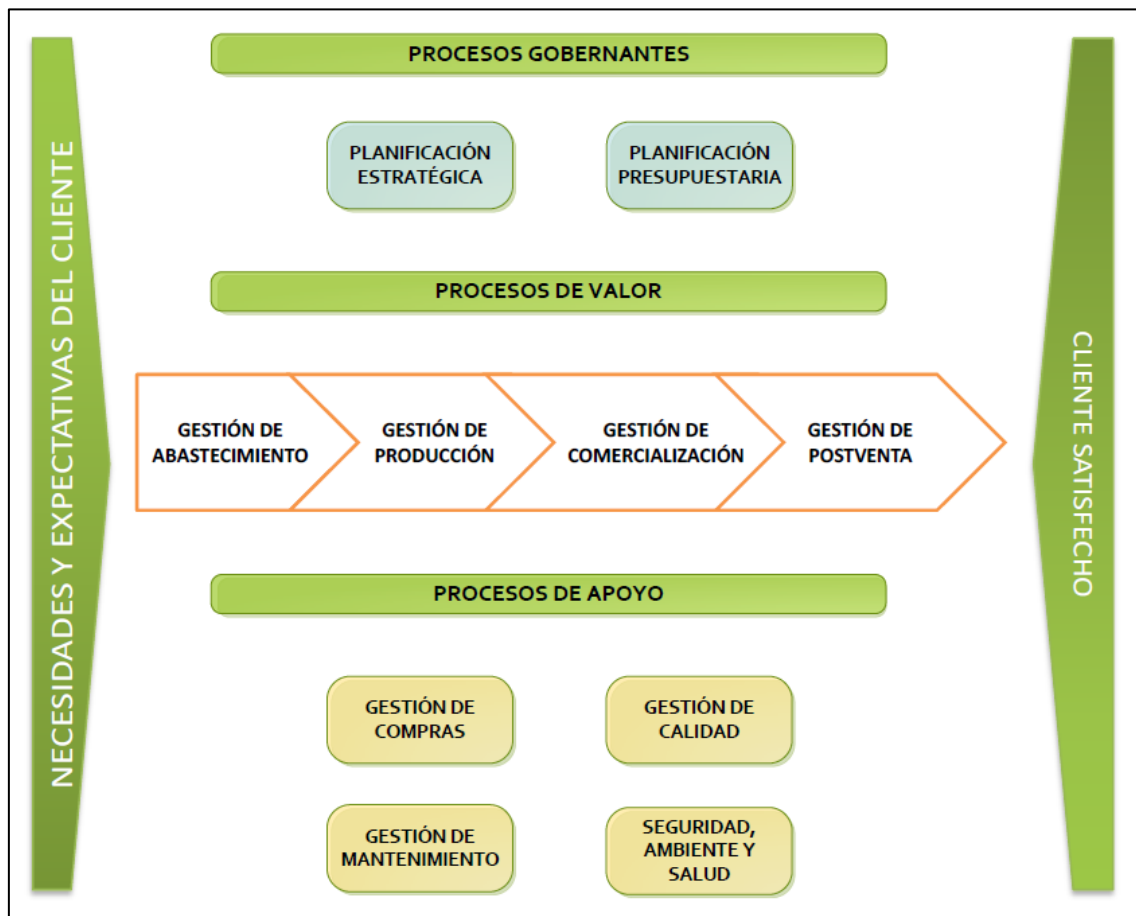 NECESIDADES Y EXPECTATIVAS DEL CLIENTE
PROCESOS GOBERNANTES
PLANIFICACIÓN
ESTRATÉGICA
PLANIFICACIÓN
PRESUPUESTARIA
PROCESOS DE VALOR
GESTIÓN DE
ABASTECIMIENTO
GESTIÓN DE
PRODUCCIÓN
GESTIÓN DE
COMERCIALIZACIÓN
GESTIÓN DE
POSTVENTA
PROCESOS DE APOYO
GESTIÓN DE
COMPRAS
GESTIÓN DE
CALIDAD
GESTIÓN DE
MANTENIMIENTO
SEGURIDAD,
AMBIENTE Y
SALUD
CLIENTE SATISFECHO